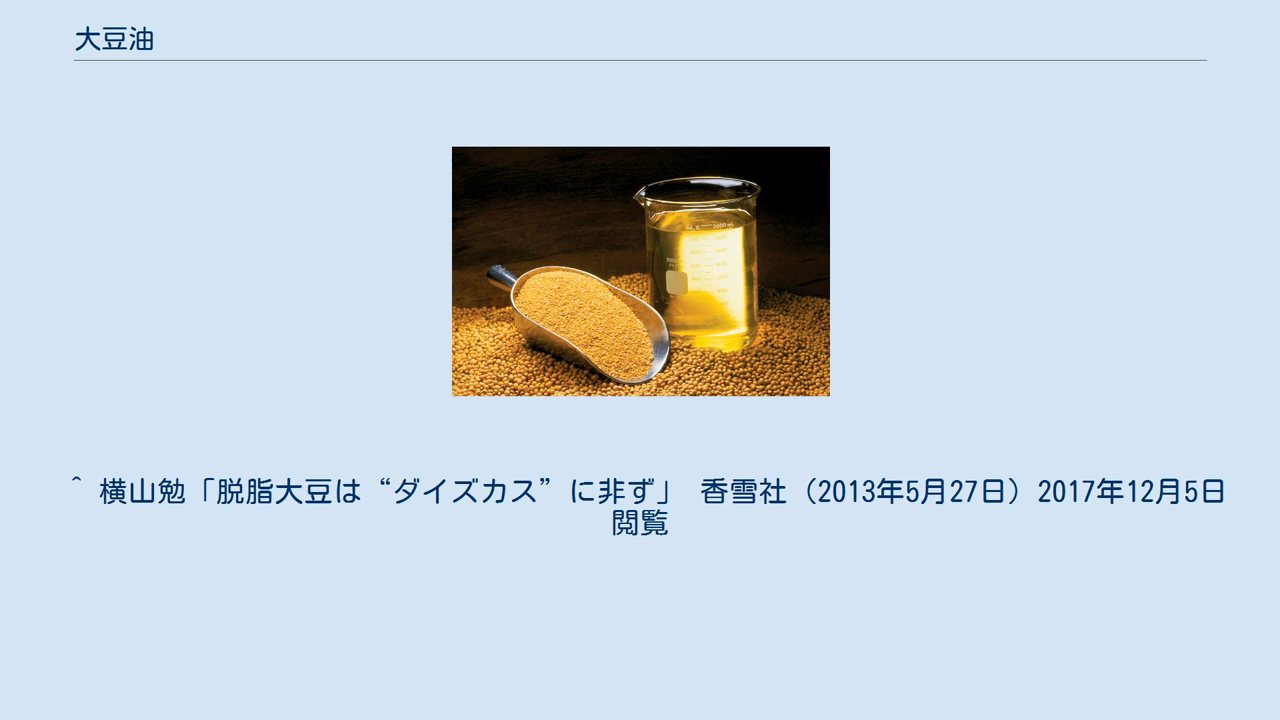 大豆油
^ 横山勉「脱脂大豆は“ダイズカス”に非ず」 香雪社（2013年5月27日）2017年12月5日
閲覧